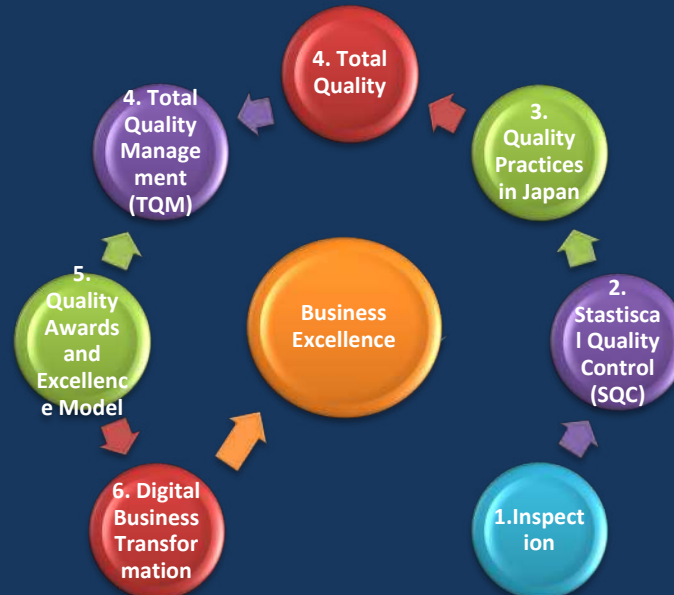 4. Total
Quality
4. Total
Quality
Manage
ment
(TQM)
3.
Quality
Practices
in Japan
5.
Quality
Awards
and
Excellenc
e Model
Business
Excellence
2.
Stastisca
l Quality
Control
(SQC)
6. Digital
Business
Transfor
mation
1.Inspect
ion